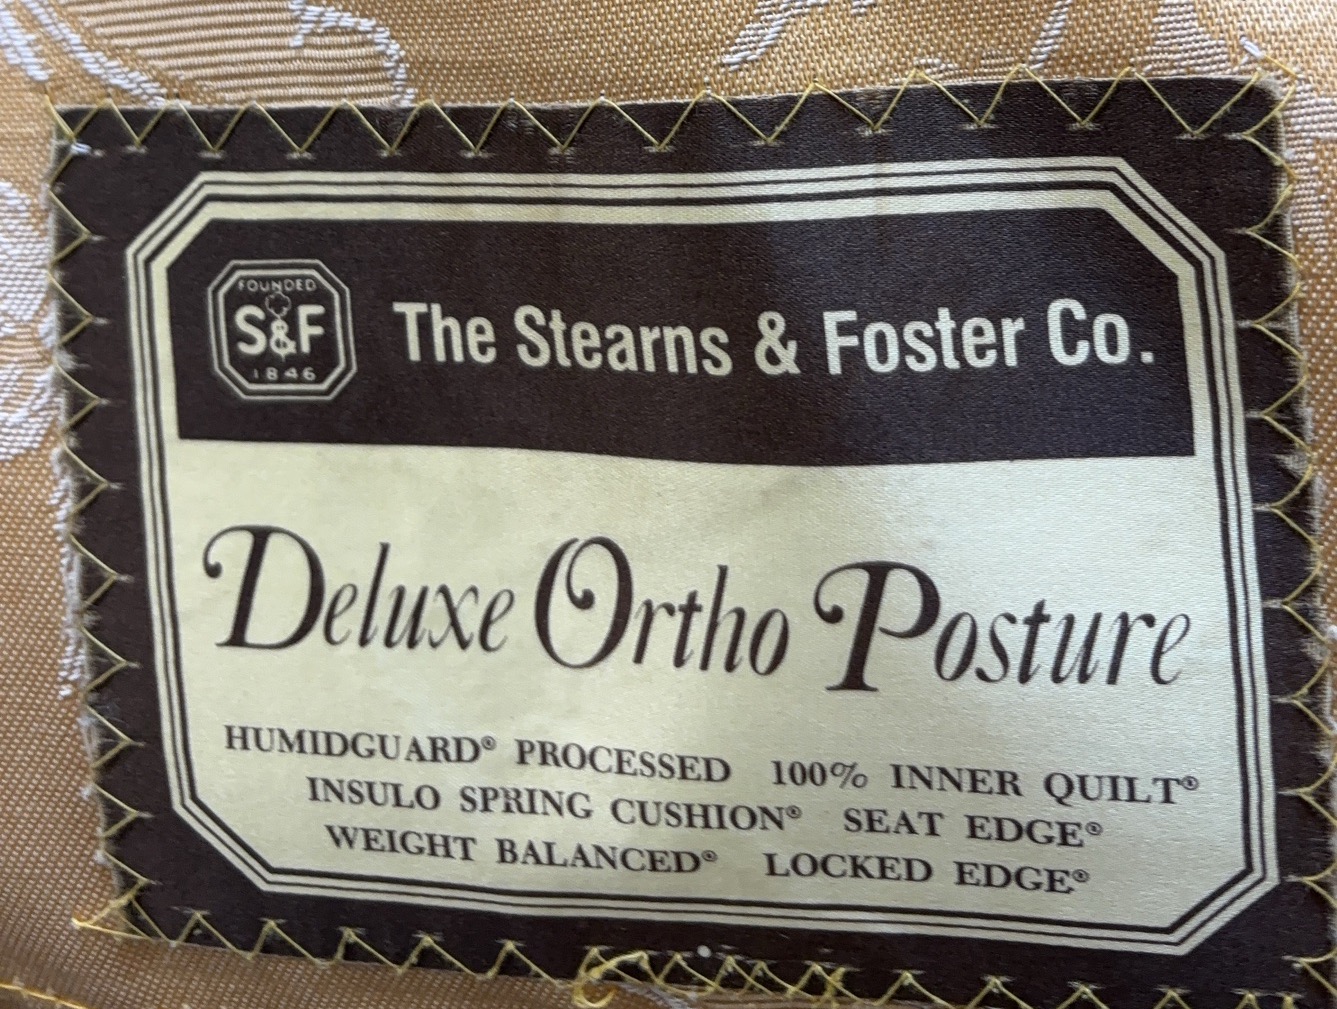 FOUNDED
S&F
1846
The Stearns & Foster Co.
Deluxe Ortho Posture
HUMIDGUARD® PROCESSED 100% INNER QUILT®
INSULO SPRING CUSHION® SEAT EDGE®
WEIGHT BALANCED® LOCKED EDGE®